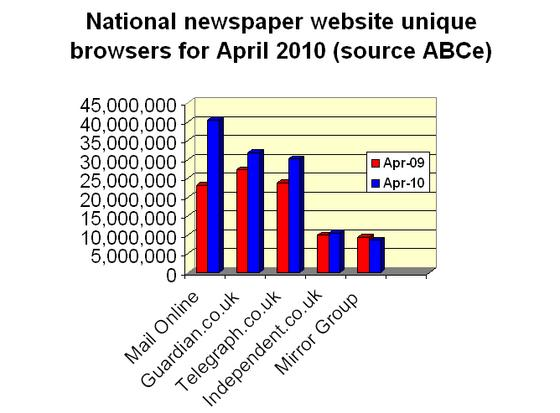 National newspaper website unique
browsers for April 2010 (source ABCe)
45,000,000
40,000,000
35,000,000
30,000,000
25,000,000
20,000,000
15,000,000
10,000,000
5,000,000
0
Apr-09
Apr-10
Mail Online
Guardian.co.uk
Telegraph.co.uk
Independent.co.uk
Mirror Group